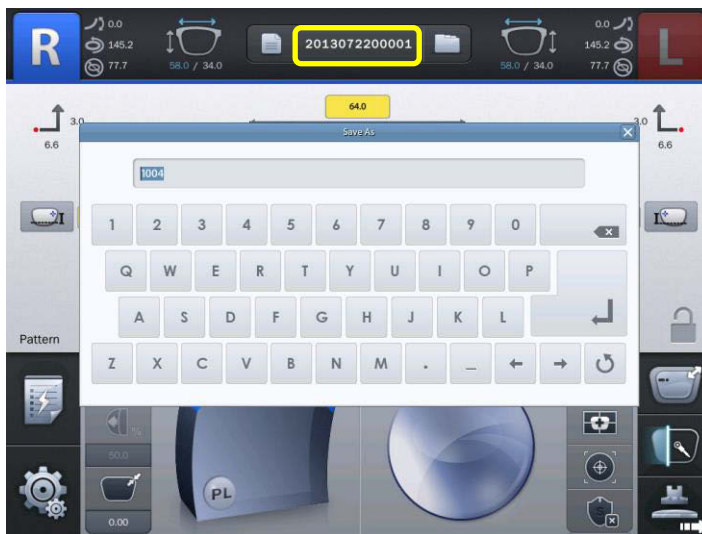 R
0.0
145.2
77.7
58.0 / 34.0
2013072200001
58.0 / 34.0
0.0
145.2
77.7
L
3.0
6.6
64.0
3.0
6.6
Save As
1004
1 2 3 4 5 6 7 8 9 0
Q W E R T Y U I O P
A S D F G H J K L
Z X C V B N M . _
I
I
Pattern
%
50.0
0.00
PL
S